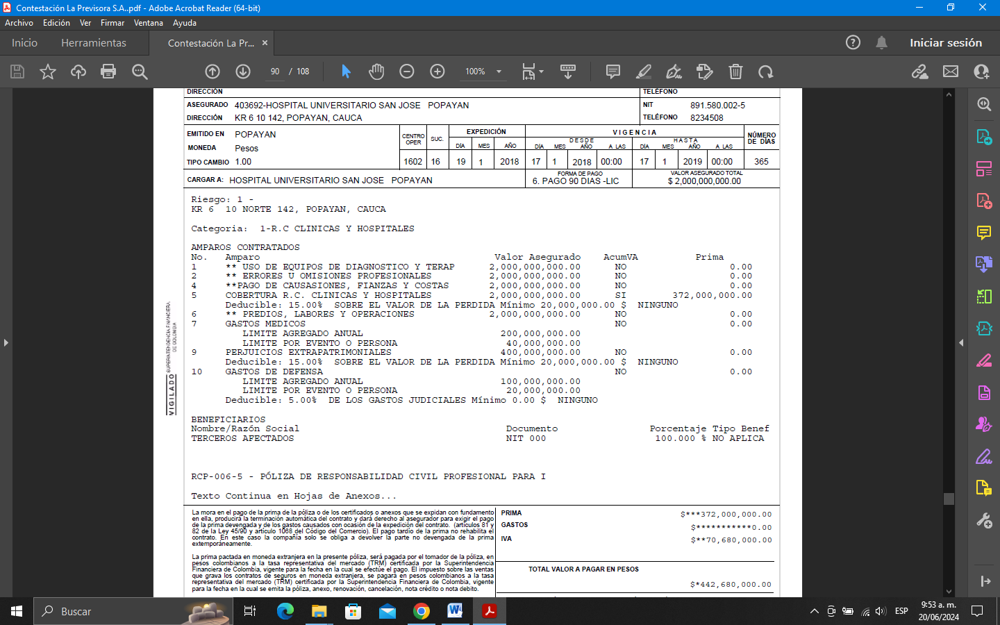 Contestación La Previsora S.A..pdf - Adobe Acrobat Reader (64-bit)
Archivo Edición Ver Firmar Ventana Ayuda
Inicio Herramientas Contestación La Pr... × Iniciar sesión
90 / 108 100%
DIRECCIÓN TELÉFONO
ASEGURADO 403692-HOSPITAL UNIVERSITARIO SAN JOSE POPAYAN NIT 891.580.002-5
DIRECCIÓN KR 6 10 142, POPAYAN, CAUCA TELÉFONO 8234508
EMITIDO EN POPAYAN CENTRO OPER SUC. EXPEDICIÓN VIGENCIA NÚMERO DE DÍAS
DESDE HASTA
MONEDA Pesos DÍA MES AÑO DÍA MES AÑO A LAS DÍA MES AÑO A LAS
TIPO CAMBIO 1.00 1602 16 19 1 2018 17 1 2018 00:00 17 1 2019 00:00 365
FORMA DE PAGO VALOR ASEGURADO TOTAL
CARGAR A: HOSPITAL UNIVERSITARIO SAN JOSE POPAYAN 6. PAGO 90 DIAS -LIC $ 2,000,000,000.00
Riesgo: 1 -
KR 6 10 NORTE 142, POPAYAN, CAUCA
Categoria: 1-R.C CLINICAS Y HOSPITALES
AMPAROS CONTRATADOS
No. Amparo Valor Asegurado AcumVA Prima
1 ** USO DE EQUIPOS DE DIAGNOSTICO Y TERAP 2,000,000,000.00 NO 0.00
2 ** ERRORES U OMISIONES PROFESIONALES 2,000,000,000.00 NO 0.00
4 **PAGO DE CAUSASIONES, FIANZAS Y COSTAS 2,000,000,000.00 NO 0.00
5 COBERTURA R.C. CLINICAS Y HOSPITALES 2,000,000,000.00 SI 372,000,000.00
Deducible: 15.00% SOBRE EL VALOR DE LA PERDIDA Mínimo 20,000,000.00 $ NINGUNO
6 ** PREDIOS, LABORES Y OPERACIONES 2,000,000,000.00 NO 0.00
7 GASTOS MEDICOS NO 0.00
LIMITE AGREGADO ANUAL 200,000,000.00
LIMITE POR EVENTO O PERSONA 40,000,000.00
9 PERJUICIOS EXTRAPATRIMONIALES 400,000,000.00 NO 0.00
Deducible: 15.00% SOBRE EL VALOR DE LA PERDIDA Mínimo 20,000,000.00 $ NINGUNO
10 GASTOS DE DEFENSA NO 0.00
LIMITE AGREGADO ANUAL 100,000,000.00
LIMITE POR EVENTO O PERSONA 20,000,000.00
Deducible: 5.00% DE LOS GASTOS JUDICIALES Mínimo 0.00 $ NINGUNO
VIGILADO SUPERINTENDENCIA FINANCIERA
DE COLOMBIA
BENEFICIARIOS
Nombre/Razón Social Documento Porcentaje Tipo Benef
TERCEROS AFECTADOS NIT 000 100.000 % NO APLICA
RCP-006-5 - PÓLIZA DE RESPONSABILIDAD CIVIL PROFESIONAL PARA I
Texto Continua en Hojas de Anexos...
La mora en el pago de la prima de la póliza o de los certificados o anexos que se expidan con fundamento
en ella, producirá la terminación automática del contrato y dará derecho al asegurador para exigir el pago
de la prima devengada y de los gastos causados con ocasión de la expedición del contrato. (artículos 81 y
82 de la Ley 45/90 y artículo 1068 del Código del Comercio). El pago tardío de la prima no rehabilita el
contrato. En este caso la compañía solo se obliga a devolver la parte no devengada de la prima
extemporáneamente.
La prima pactada en moneda extranjera en la presente póliza, será pagada por el tomador de la póliza, en
pesos colombianos a la tasa representativa del mercado (TRM) certificada por la Superintendencia
Financiera de Colombia, vigente para la fecha en la cual se efectúe el pago. El impuesto sobre las ventas
que grava los contratos de seguros en moneda extranjera, se pagará en pesos colombianos a la tasa
representativa del mercado (TRM) certificada por la Superintendencia Financiera de Colombia, vigente
para la fecha en la cual se emita la póliza, anexo, renovación, cancelación, nota crédito o nota debito.
PRIMA $***372,000,000.00
GASTOS $***********0.00
IVA $**70,680,000.00
TOTAL VALOR A PAGAR EN PESOS
$*442,680,000.00
Buscar
ESP
9:53 a. m.
20/06/2024